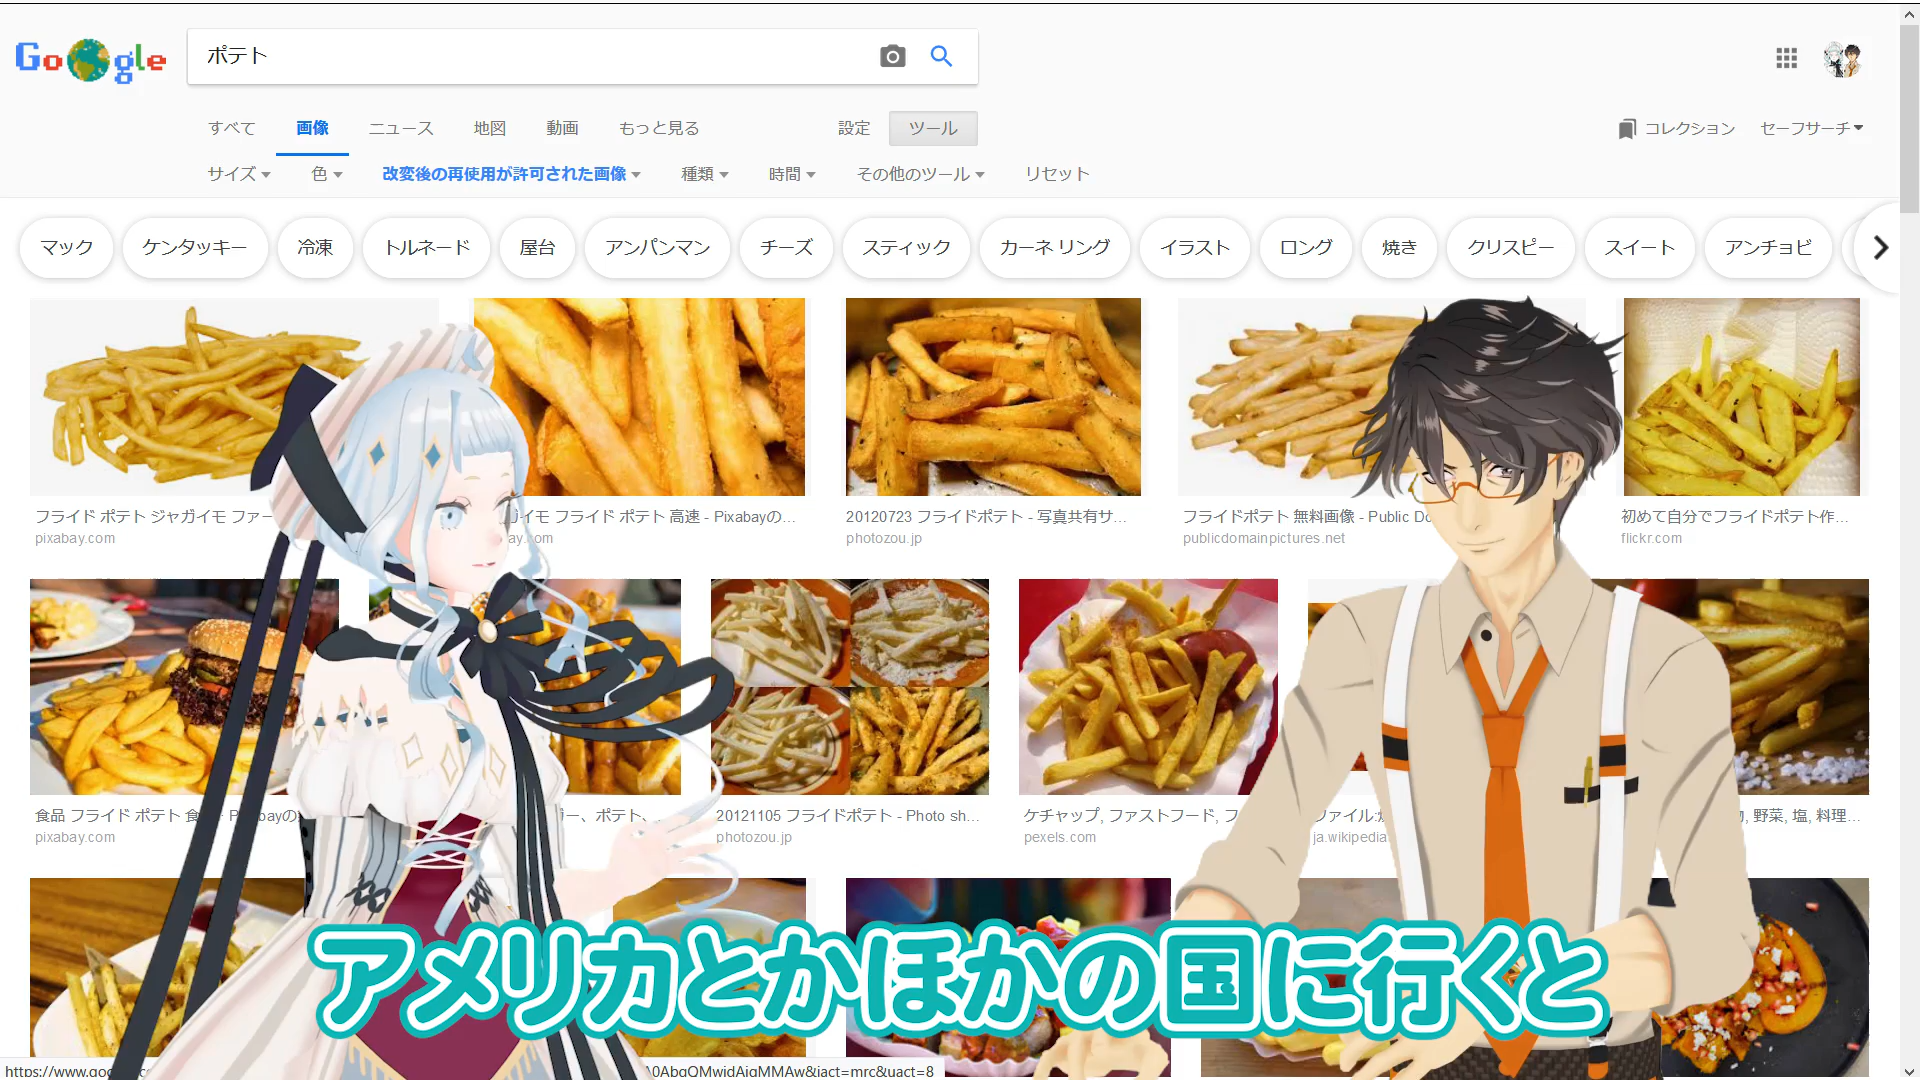 Google
ポテト
すべて 画像 ニュース 地図 動画 もっと見る 設定 ツール
コレクション セーフサーチ
サイズ 色 改変後の再使用が許可された画像 種類 時間 その他のツール リセット
マック ケンタッキー 冷凍 トルネード 屋台 アンパンマン チーズ スティック カーネ リング イラスト ロング 焼き クリスピー スイート アンチョビ
フライド ポテト ジャガイモ ファー
pixabay.com
イモ フライド ポテト 高速 - Pixabayの...
ay.com
20120723 フライドポテト - 写真共有サ...
photozou.jp
フライドポテト 無料画像 - Public Do
publicdomainpictures.net
初めて自分でフライドポテト作...
flickr.com
食品 フライド ポテト 食
pixabay.com
ガー、ポテト、
20121105 フライドポテト - Photo sh...
photozou.jp
ケチャップ, ファストフード, フ
pexels.com
ファイル:
ja.wikipedia
野菜, 塩, 料理...
アメリカとかほかの国に行くと